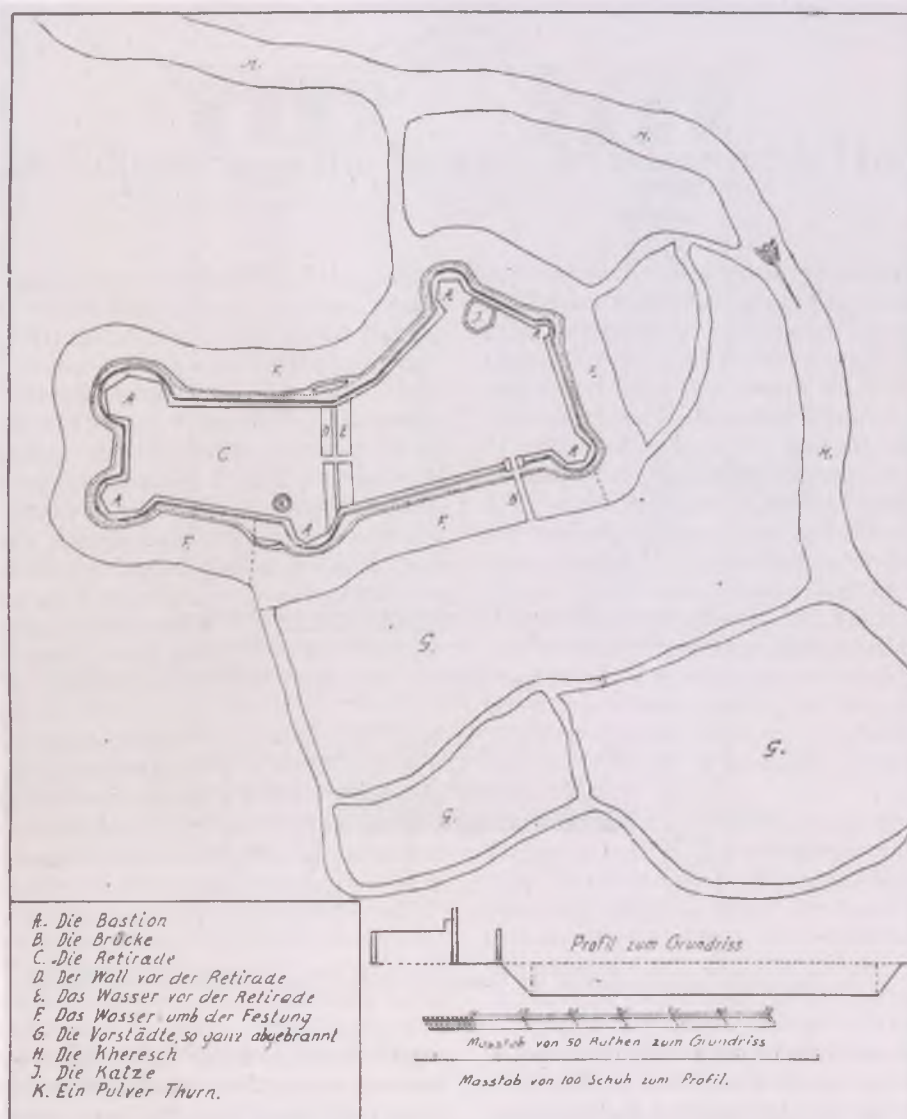 M.
H.
A
J
A
F.
F.
A
D
E
A
C
H.
A
K
B
A
F.
F.
A
G.
G.
G.
A. Die Bastion
B. Die Brücke
C. Die Retirade
D. Der Wall vor der Retirade
E. Das Wasser vor der Retirade
F. Das Wasser umb der Festung
G. Die Vorstädte, so ganz abgebrannt
H. Die Kheresch
J. Die Katze
K. Ein Pulver Thurn.
Profil zum Grundriss
Masstab von 50 Ruthen zum Grundriss
Masstab von 100 Schuh zum Profil.